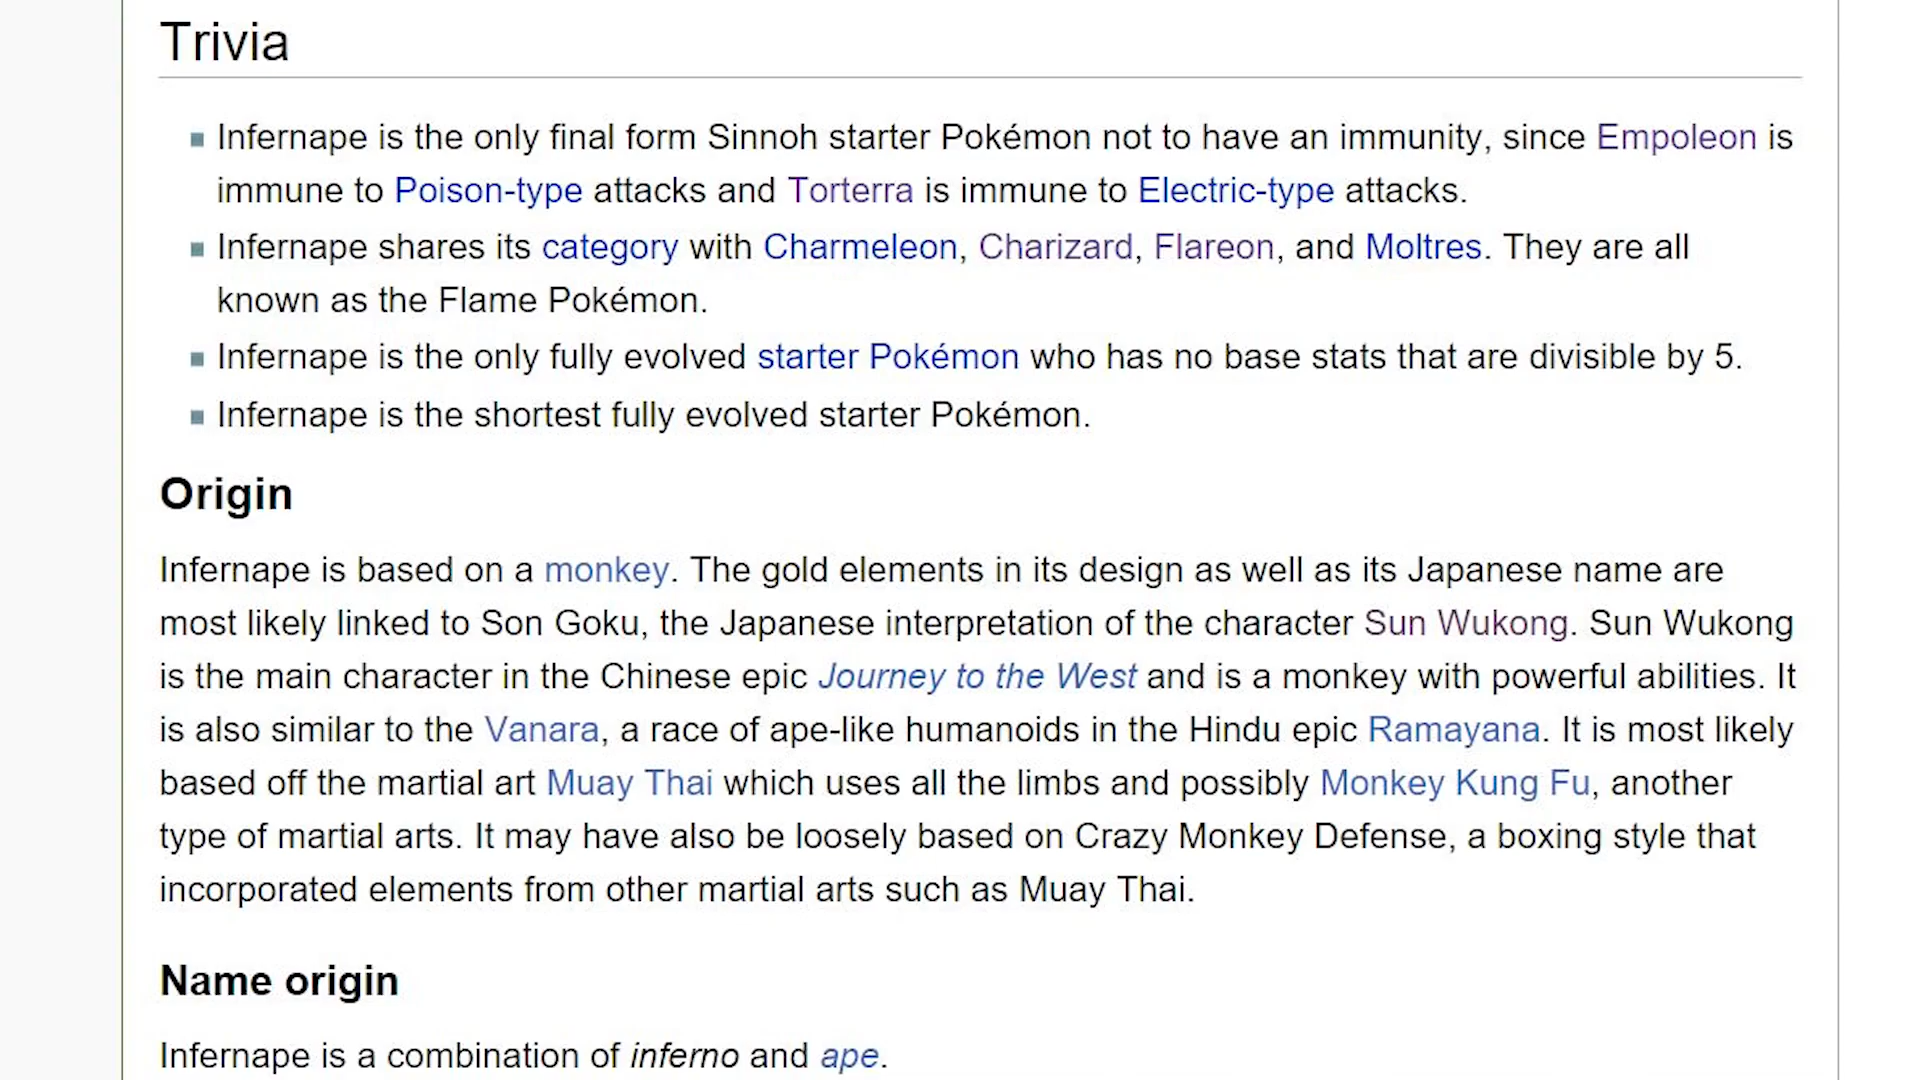 Trivia
Infernape is the only final form Sinnoh starter Pokémon not to have an immunity, since Empoleon is
immune to Poison-type attacks and Torterra is immune to Electric-type attacks.
Infernape shares its category with Charmeleon, Charizard, Flareon, and Moltres. They are all
known as the Flame Pokémon.
Infernape is the only fully evolved starter Pokémon who has no base stats that are divisible by 5.
Infernape is the shortest fully evolved starter Pokémon.
Origin
Infernape is based on a monkey. The gold elements in its design as well as its Japanese name are
most likely linked to Son Goku, the Japanese interpretation of the character Sun Wukong. Sun Wukong
is the main character in the Chinese epic Journey to the West and is a monkey with powerful abilities. It
is also similar to the Vanara, a race of ape-like humanoids in the Hindu epic Ramayana. It is most likely
based off the martial art Muay Thai which uses all the limbs and possibly Monkey Kung Fu, another
type of martial arts. It may have also be loosely based on Crazy Monkey Defense, a boxing style that
incorporated elements from other martial arts such as Muay Thai.
Name origin
Infernape is a combination of inferno and ape.